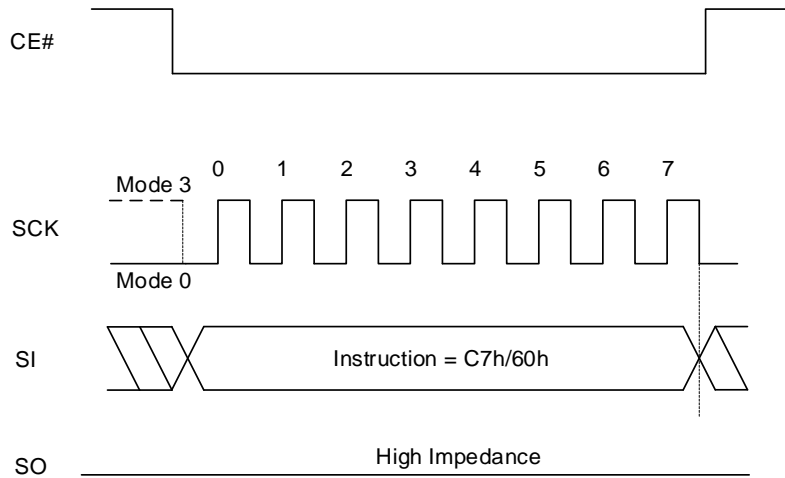 CE#
0 1 2 3 4 5 6 7
Mode 3
SCK
Mode 0
SI
Instruction = C7h/60h
SO
High Impedance